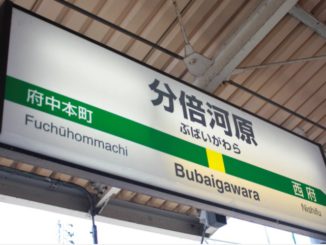 分倍河原
ぶばいがわら
Bubaigawara
府中本町
Fuchūhommachi
西府
Nishifu